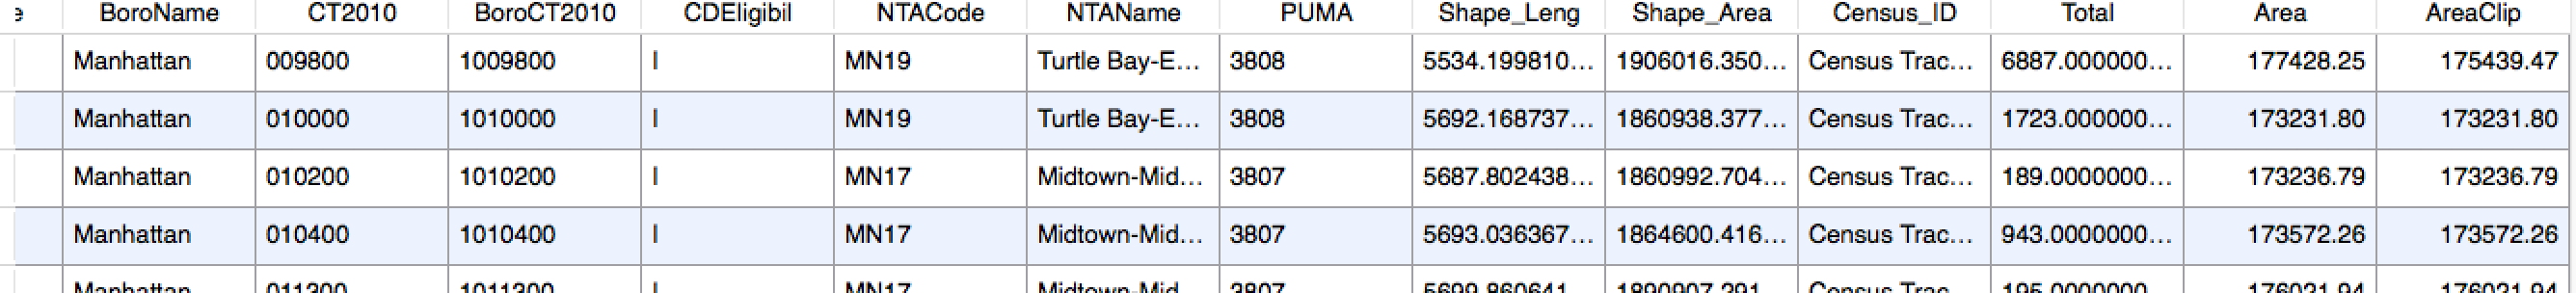 e BoroName CT2010 BoroCT2010 CDEligibil NTACode NTAName PUMA Shape_Leng Shape_Area Census_ID Total Area AreaClip
Manhattan 009800 1009800 I MN19 Turtle Bay-E... 3808 5534.199810... 1906016.350... Census Trac... 6887.000000... 177428.25 175439.47
Manhattan 010000 1010000 I MN19 Turtle Bay-E... 3808 5692.168737... 1860938.377... Census Trac... 1723.000000... 173231.80 173231.80
Manhattan 010200 1010200 I MN17 Midtown-Mid... 3807 5687.802438... 1860992.704... Census Trac... 189.0000000... 173236.79 173236.79
Manhattan 010400 1010400 I MN17 Midtown-Mid... 3807 5693.036367... 1864600.416... Census Trac... 943.0000000... 173572.26 173572.26
Manhattan 011300 1011300 I MN17 Midtown-Mid... 3807 5699.860641... 1890907.291... Census Trac... 195.0000000... 176021.94 176021.94